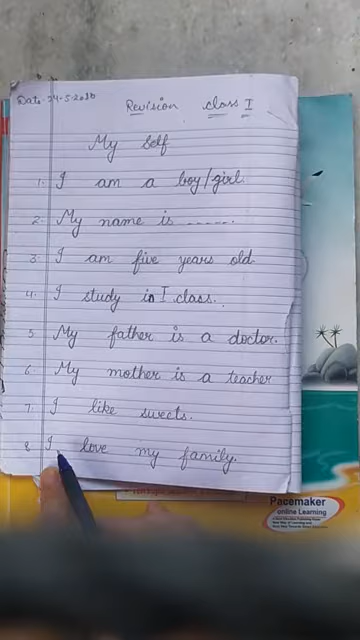 Date-24-5-2020
Revision class I
My Self
1. I am a boy/girl.
2. My name is -----.
3. I am five years old.
4. I study in I class.
5. My father is a doctor.
6. My mother is a teacher
7. I like sweets.
8. I love my family.
Pacemaker
online Learning